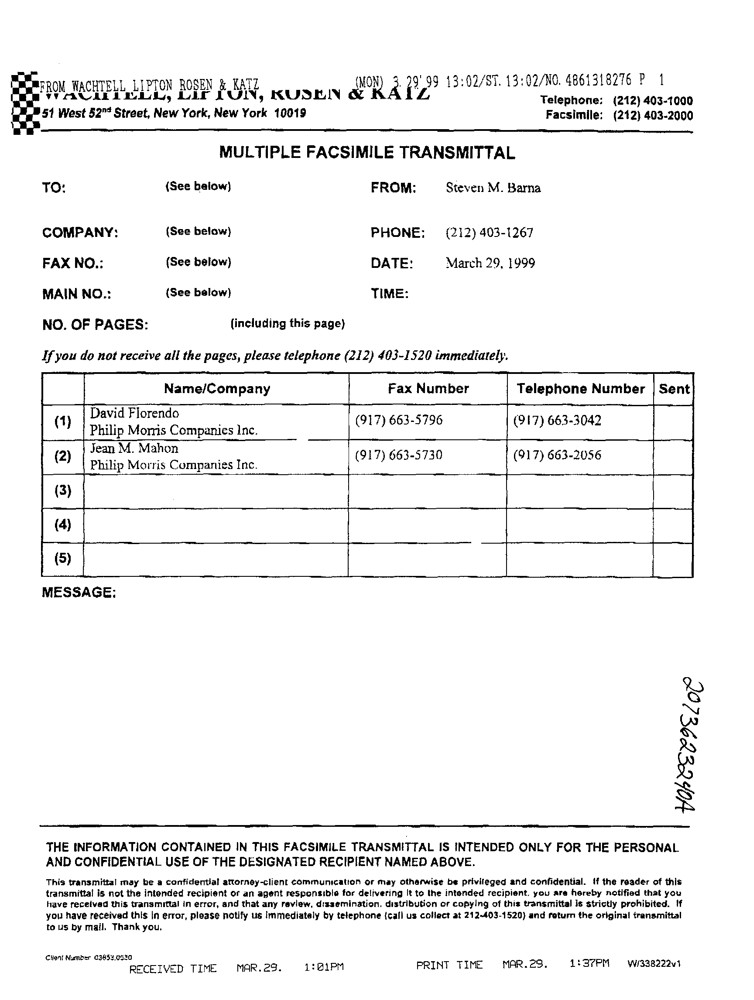 FROM WACHTELL LIPTON ROSEN & KATZ (MON) 3. 29' 99 13:02/ST. 13:02/NO. 4861318276 P 1
WACHTELL, LIPTON, ROSEN & KATZ
51 West 52nd Street, New York, New York 10019
Telephone: (212) 403-1000
Facsimile: (212) 403-2000
MULTIPLE FACSIMILE TRANSMITTAL
TO: (See below) FROM: Steven M. Barna
COMPANY: (See below) PHONE: (212) 403-1267
FAX NO.: (See below) DATE: March 29, 1999
MAIN NO.: (See below) TIME:
NO. OF PAGES: (including this page)
If you do not receive all the pages, please telephone (212) 403-1520 immediately.
Name/Company Fax Number Telephone Number Sent
(1) David Florendo
Philip Morris Companies Inc. (917) 663-5796 (917) 663-3042
(2) Jean M. Mahon
Philip Morris Companies Inc. (917) 663-5730 (917) 663-2056
(3)
(4)
(5)
MESSAGE:
2073623240A
THE INFORMATION CONTAINED IN THIS FACSIMILE TRANSMITTAL IS INTENDED ONLY FOR THE PERSONAL
AND CONFIDENTIAL USE OF THE DESIGNATED RECIPIENT NAMED ABOVE.
This transmittal may be a confidential attorney-client communication or may otherwise be privileged and confidential. If the reader of this
transmittal is not the intended recipient or an agent responsible for delivering it to the intended recipient, you are hereby notified that you
have received this transmittal in error, and that any review, dissemination, distribution or copying of this transmittal is strictly prohibited. If
you have received this in error, please notify us immediately by telephone (call us collect at 212-403-1520) and return the original transmittal
to us by mail. Thank you.
Client Number 03853.0530
RECEIVED TIME MAR.29. 1:01PM PRINT TIME MAR.29. 1:37PM W/338222v1